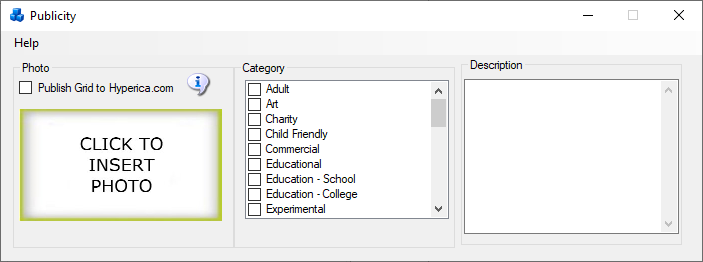 Publicity
Help
Photo
Publish Grid to Hyperica.com
CLICK TO
INSERT
PHOTO
Category
Adult
Art
Charity
Child Friendly
Commercial
Educational
Education - School
Education - College
Experimental
Description